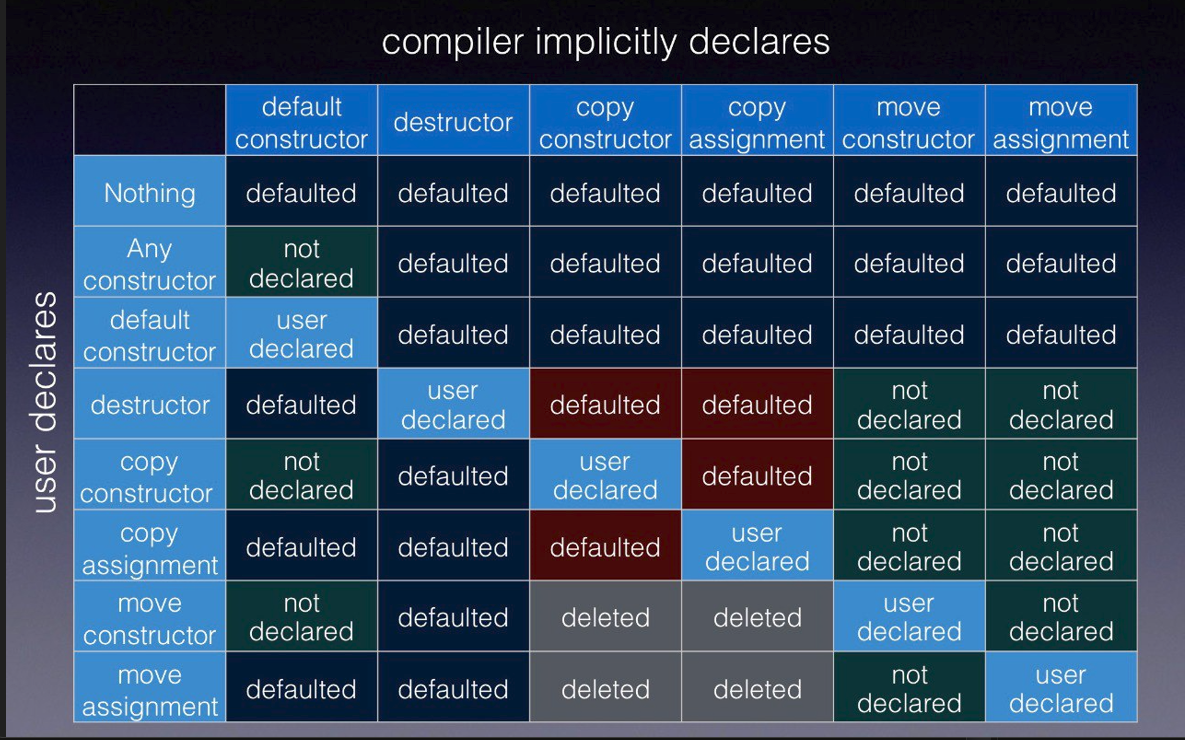 compiler implicitly declares
default
constructor
destructor
copy
constructor
copy
assignment
move
constructor
move
assignment
user declares
Nothing
defaulted
defaulted
defaulted
defaulted
defaulted
defaulted
Any
constructor
not
declared
defaulted
defaulted
defaulted
defaulted
defaulted
default
constructor
user
declared
defaulted
defaulted
defaulted
defaulted
defaulted
destructor
defaulted
user
declared
defaulted
defaulted
not
declared
not
declared
copy
constructor
not
declared
defaulted
user
declared
defaulted
not
declared
not
declared
copy
assignment
defaulted
defaulted
defaulted
user
declared
not
declared
not
declared
move
constructor
not
declared
defaulted
deleted
deleted
user
declared
not
declared
move
assignment
defaulted
defaulted
deleted
deleted
not
declared
user
declared